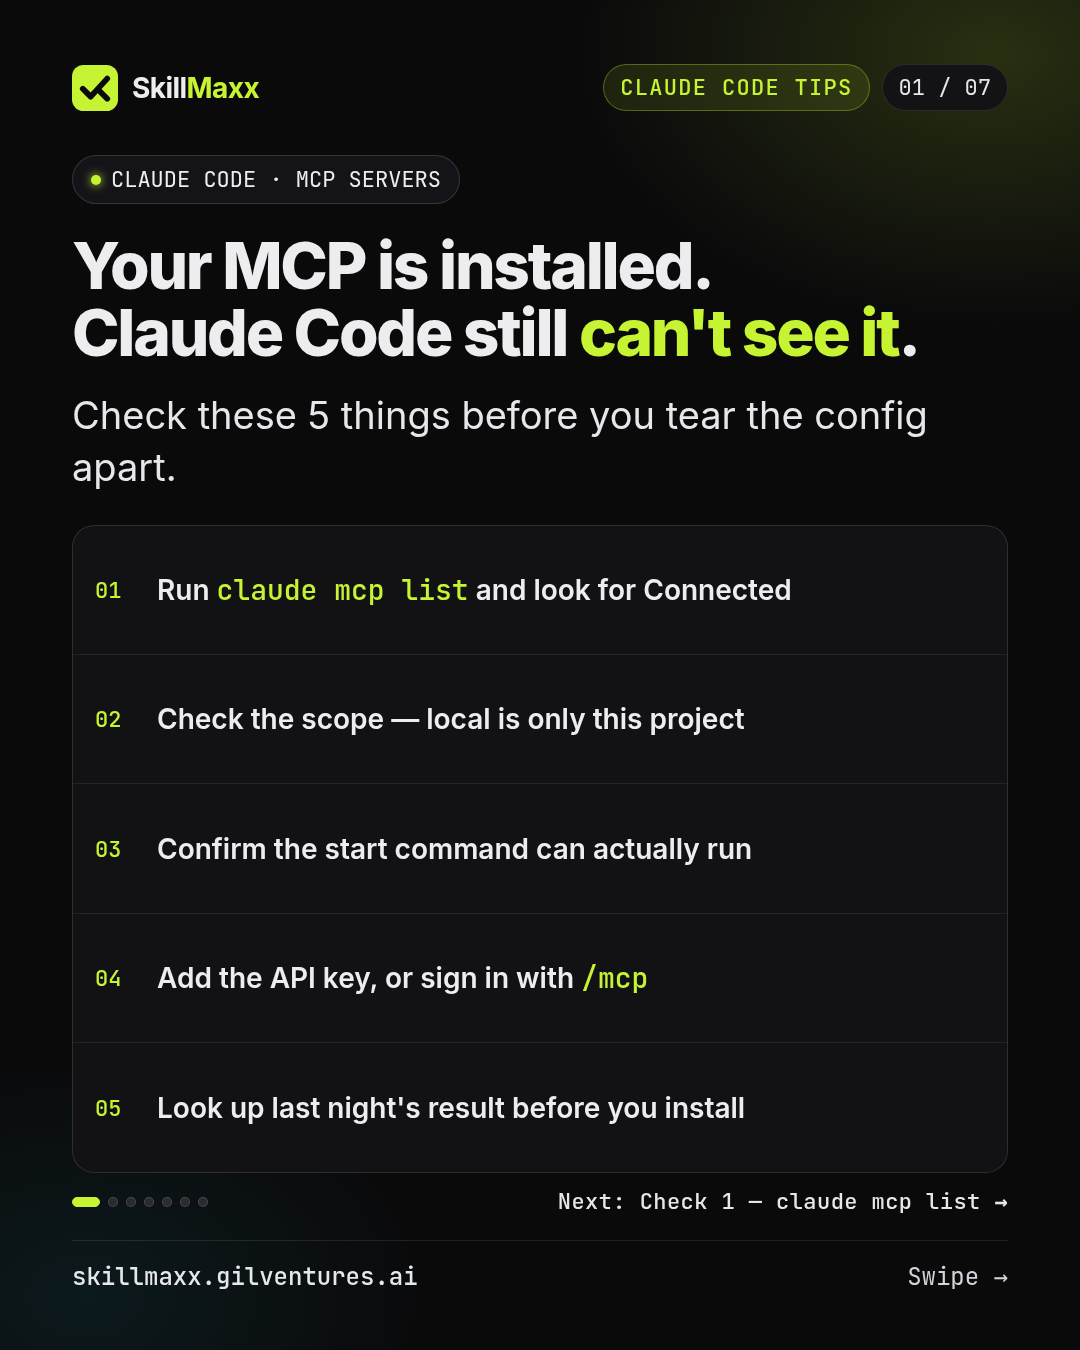 SkillMaxx
CLAUDE CODE TIPS
01 / 07
CLAUDE CODE · MCP SERVERS
Your MCP is installed.
Claude Code still can't see it.
Check these 5 things before you tear the config
apart.
01 Run claude mcp list and look for Connected
02 Check the scope — local is only this project
03 Confirm the start command can actually run
04 Add the API key, or sign in with /mcp
05 Look up last night's result before you install
Next: Check 1 — claude mcp list →
skillmaxx.gilventures.ai
Swipe →